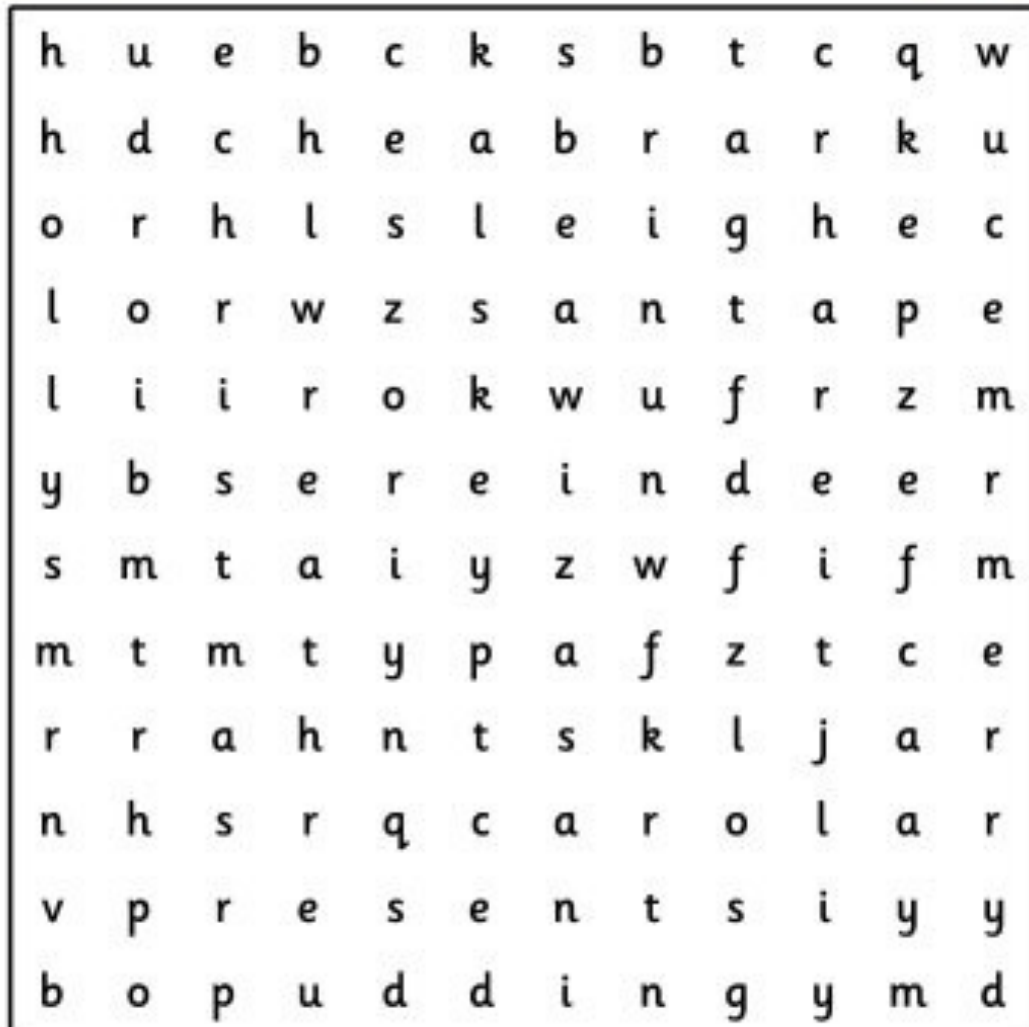 h u e b c k s b t c q w
h d c h e a b r a r k u
o r h l s l e i g h e c
l o r w z s a n t a p e
l i i r o k w u f r z m
y b s e r e i n d e e r
s m t a i y z w f i f m
m t m t y p a f z t c e
r r a h n t s k l j a r
n h s r q c a r o l a r
v p r e s e n t s i y y
b o p u d d i n g y m d